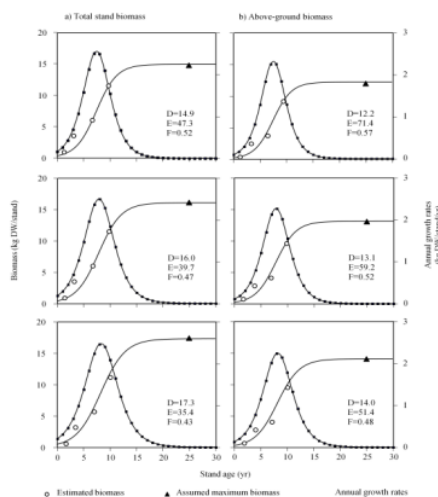 a) Total stand biomass
b) Above-ground biomass
20
15
10
5
0
D=14.9
E=47.3
F=0.52
D=12.2
E=71.4
F=0.57
3
2
1
0
20
15
10
5
0
D=16.0
E=39.7
F=0.47
D=13.1
E=59.2
F=0.52
3
2
1
0
20
15
10
5
0
D=17.3
E=35.4
F=0.43
D=14.0
E=51.4
F=0.48
3
2
1
0
0 5 10 15 20 25 30
0 5 10 15 20 25 30
Biomass (kg DW/stand)
Annual growth rates
Stand age (yr)
Estimated biomass
Assumed maximum biomass
Annual growth rates